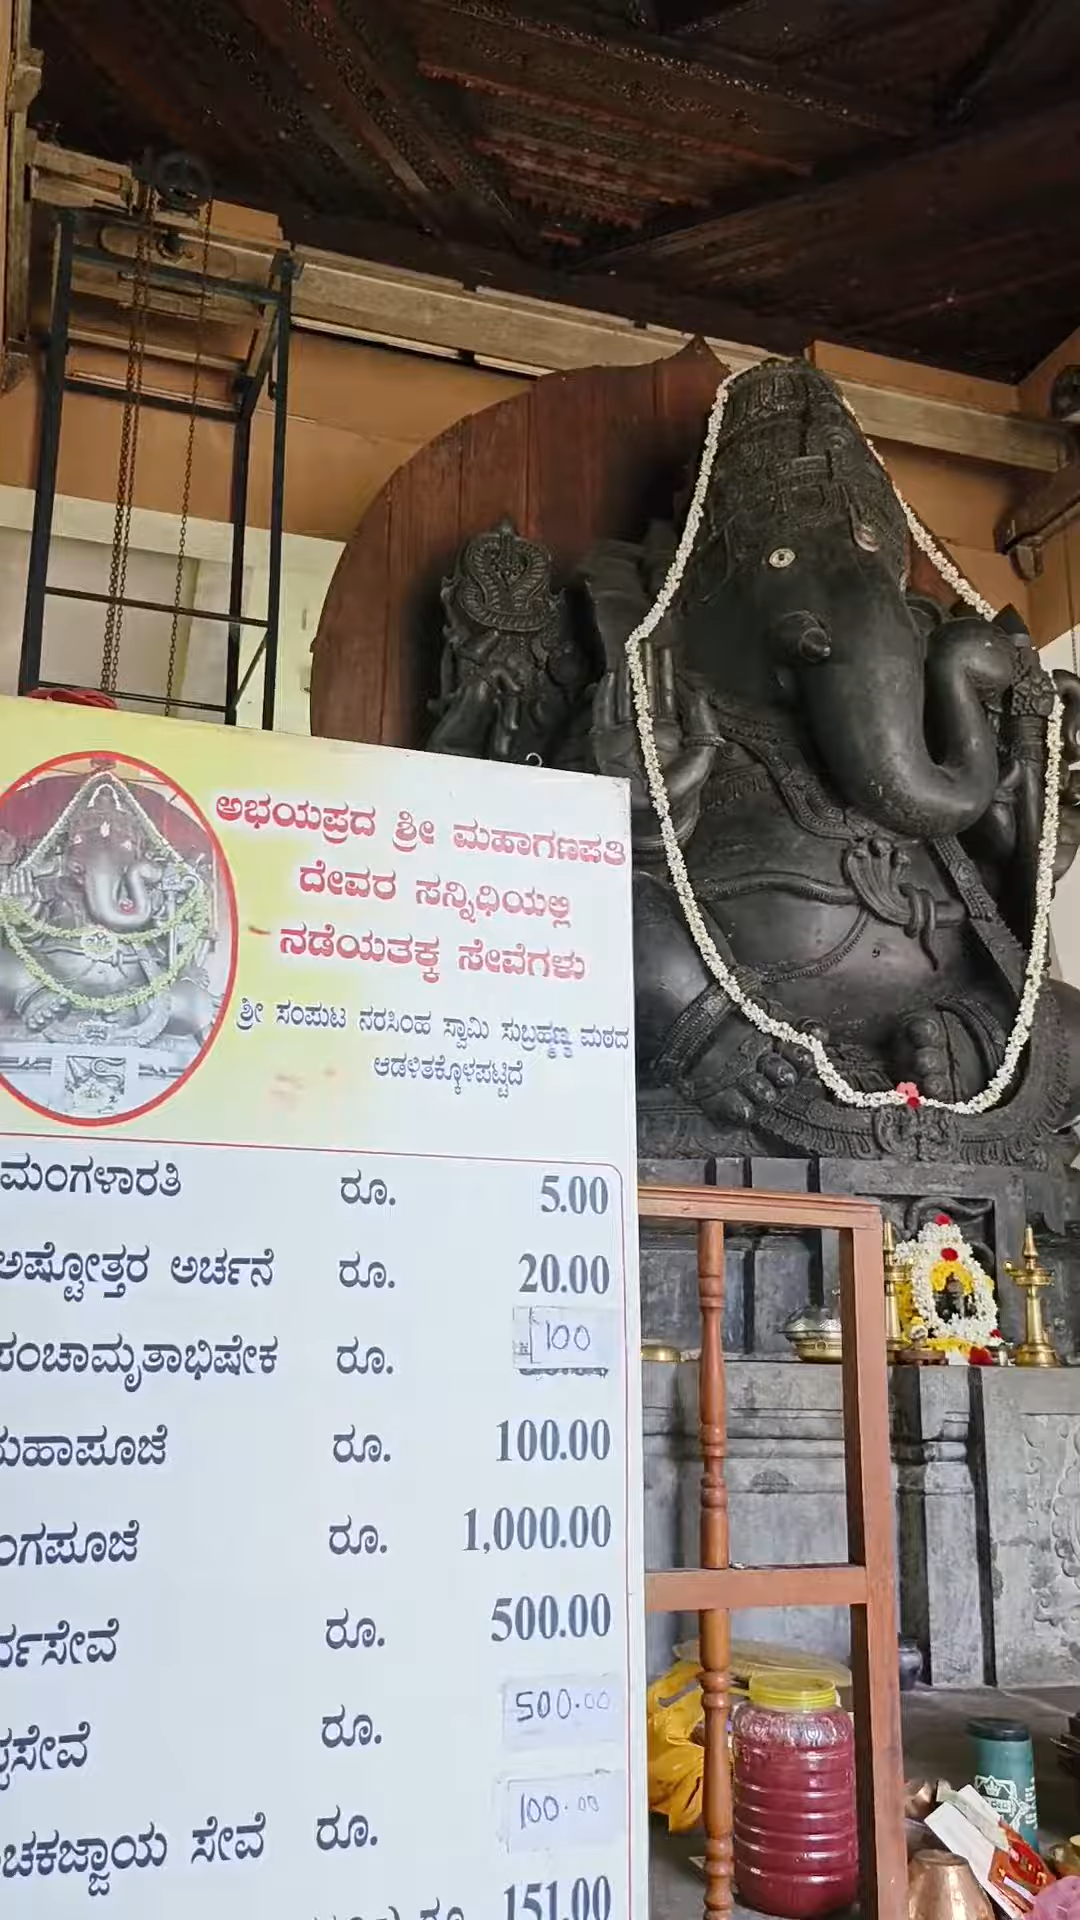 ಅಭಯಪ್ರದ ಶ್ರೀ ಮಹಾಗಣಪತಿ
ದೇವರ ಸನ್ನಿಧಿಯಲ್ಲಿ
ನಡೆಯತಕ್ಕ ಸೇವೆಗಳು
ಶ್ರೀ ಸಂಪುಟ ನರಸಿಂಹ ಸ್ವಾಮಿ ಸುಬ್ರಹ್ಮಣ್ಯ ಮಠದ
ಆಡಳಿತಕ್ಕೊಳಪಟ್ಟಿದೆ
ಮಂಗಳಾರತಿ ರೂ. 5.00
ಅಷ್ಟೋತ್ತರ ಅರ್ಚನೆ ರೂ. 20.00
ಪಂಚಾಮೃತಾಭಿಷೇಕ ರೂ. 100
ಮಹಾಪೂಜೆ ರೂ. 100.00
ರೂ. 1,000.00
ರೂ. 500.00
ರೂ. 500.00
ಸೇವೆ ರೂ. 100.00
151.00